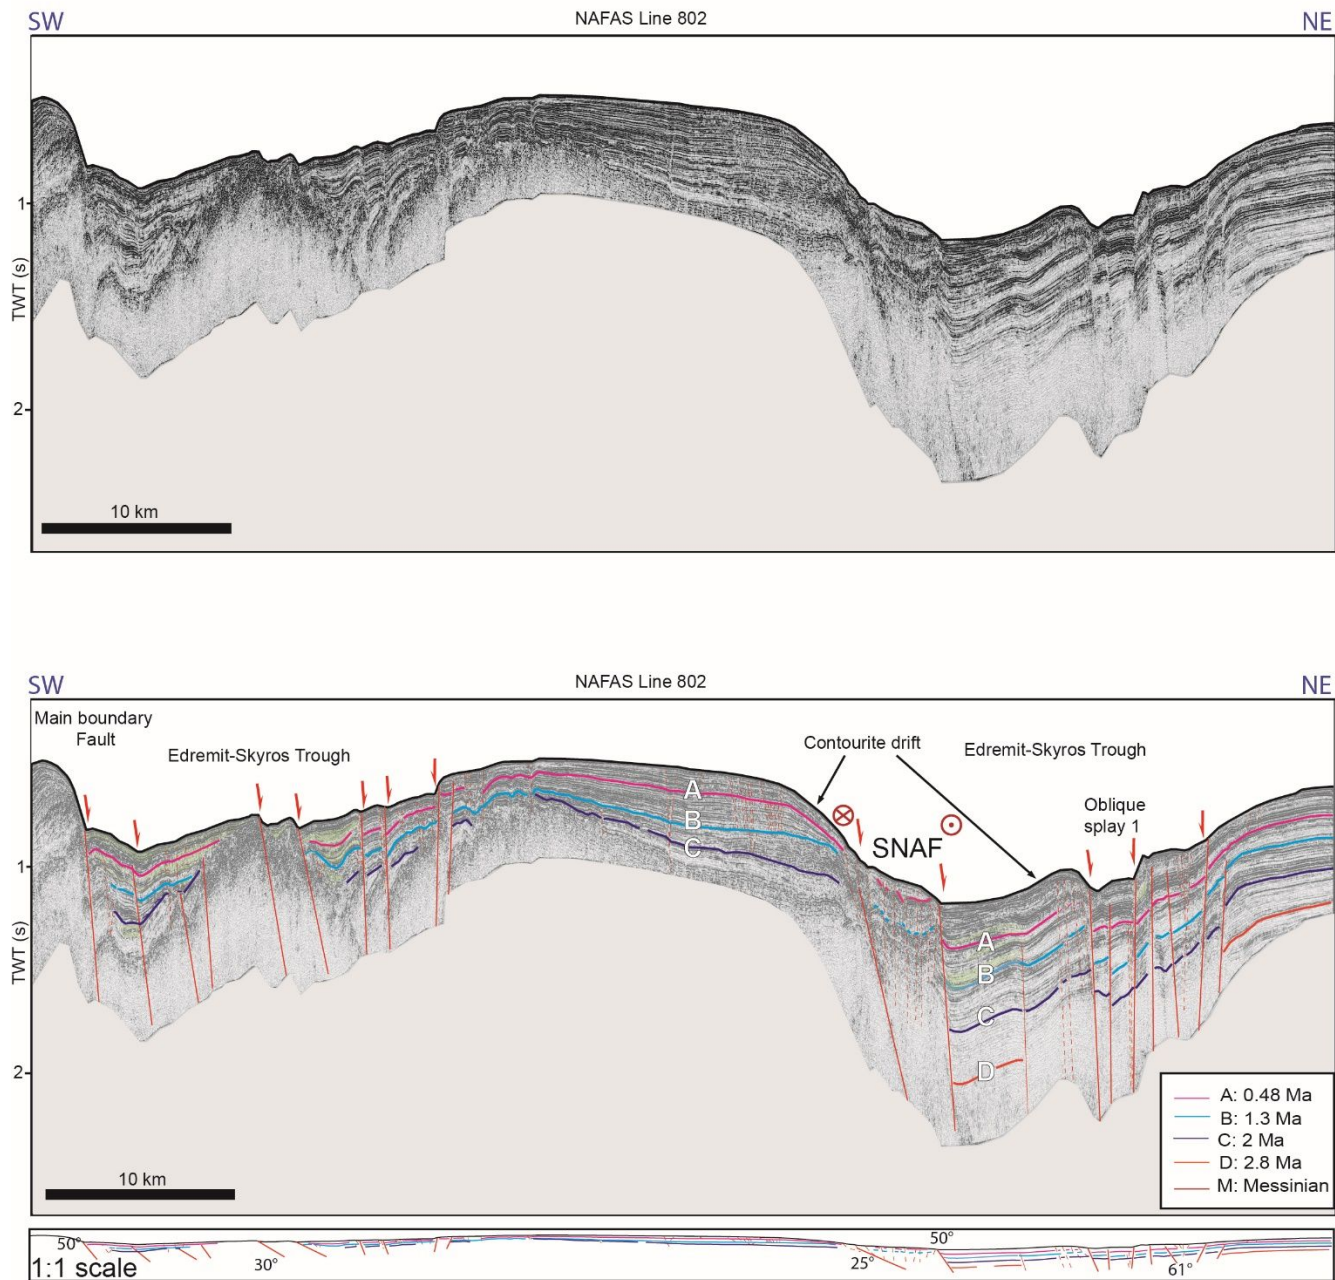 SW
NAFAS Line 802
NE
1
TWT (s)
2
10 km
SW
NAFAS Line 802
NE
Main boundary
Fault
Edremit-Skyros Trough
Contourite drift
Edremit-Skyros Trough
Oblique
splay 1
SNAF
A
B
C
1
TWT (s)
A
B
C
D
2
A: 0.48 Ma
B: 1.3 Ma
C: 2 Ma
D: 2.8 Ma
M: Messinian
10 km
50°
50°
30°
25°
61°
1:1 scale